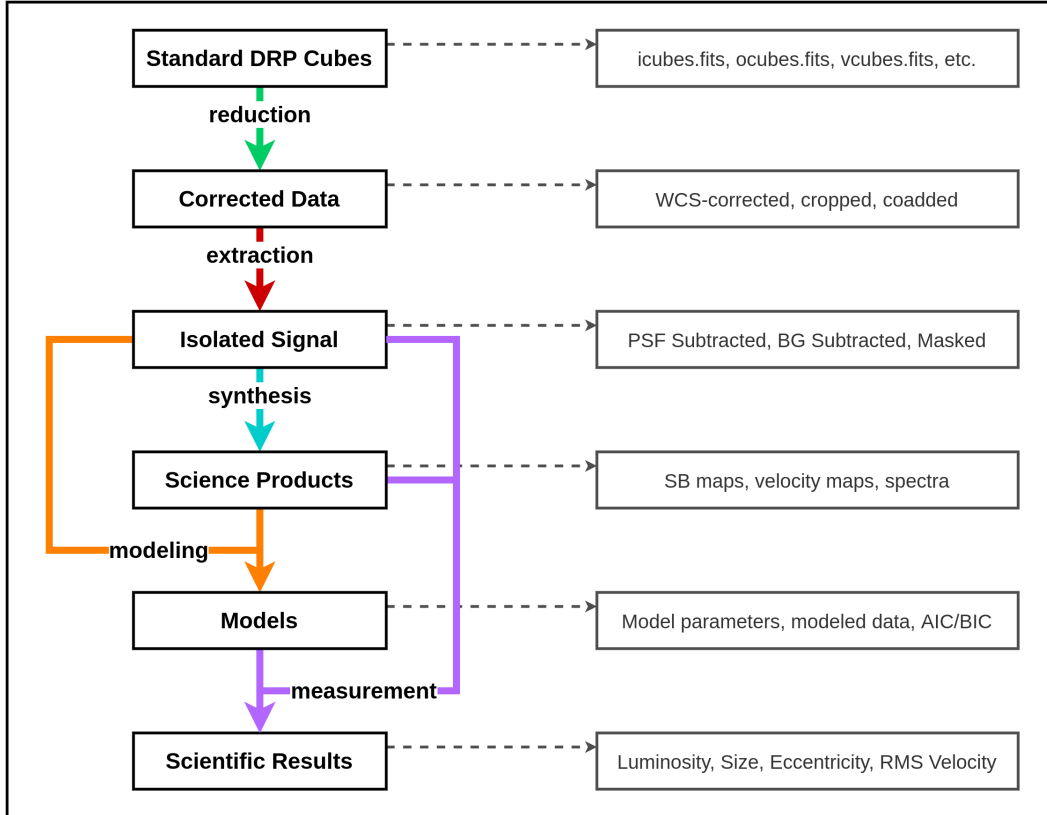 Standard DRP Cubes
icubes.fits, ocubes.fits, vcubes.fits, etc.
reduction
Corrected Data
WCS-corrected, cropped, coadded
extraction
Isolated Signal
PSF Subtracted, BG Subtracted, Masked
synthesis
Science Products
SB maps, velocity maps, spectra
modeling
Models
Model parameters, modeled data, AIC/BIC
measurement
Scientific Results
Luminosity, Size, Eccentricity, RMS Velocity